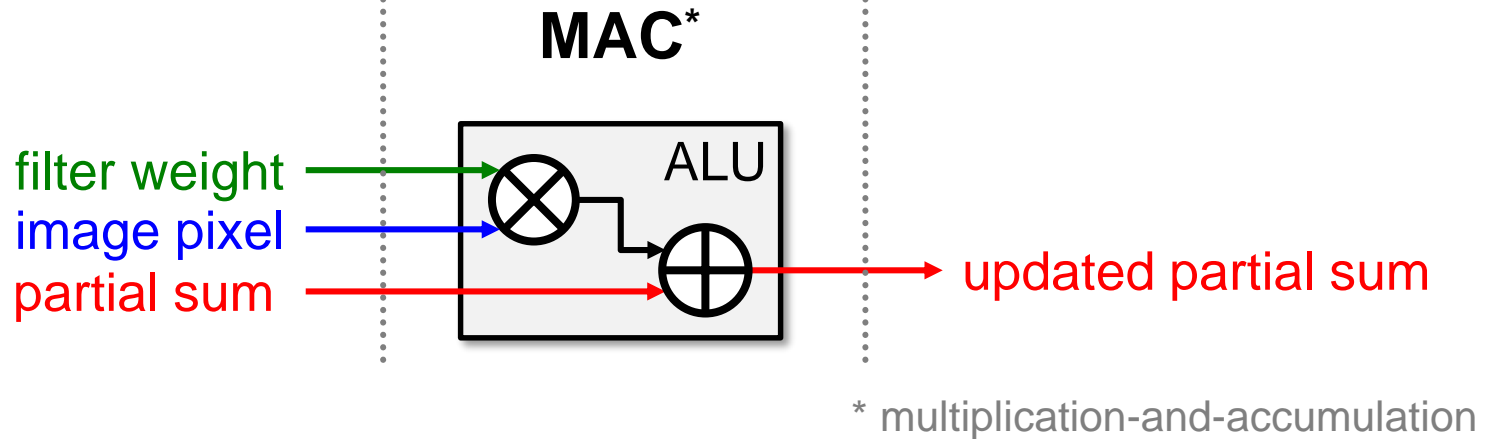 MAC*
ALU
filter weight
image pixel
partial sum
updated partial sum
* multiplication-and-accumulation